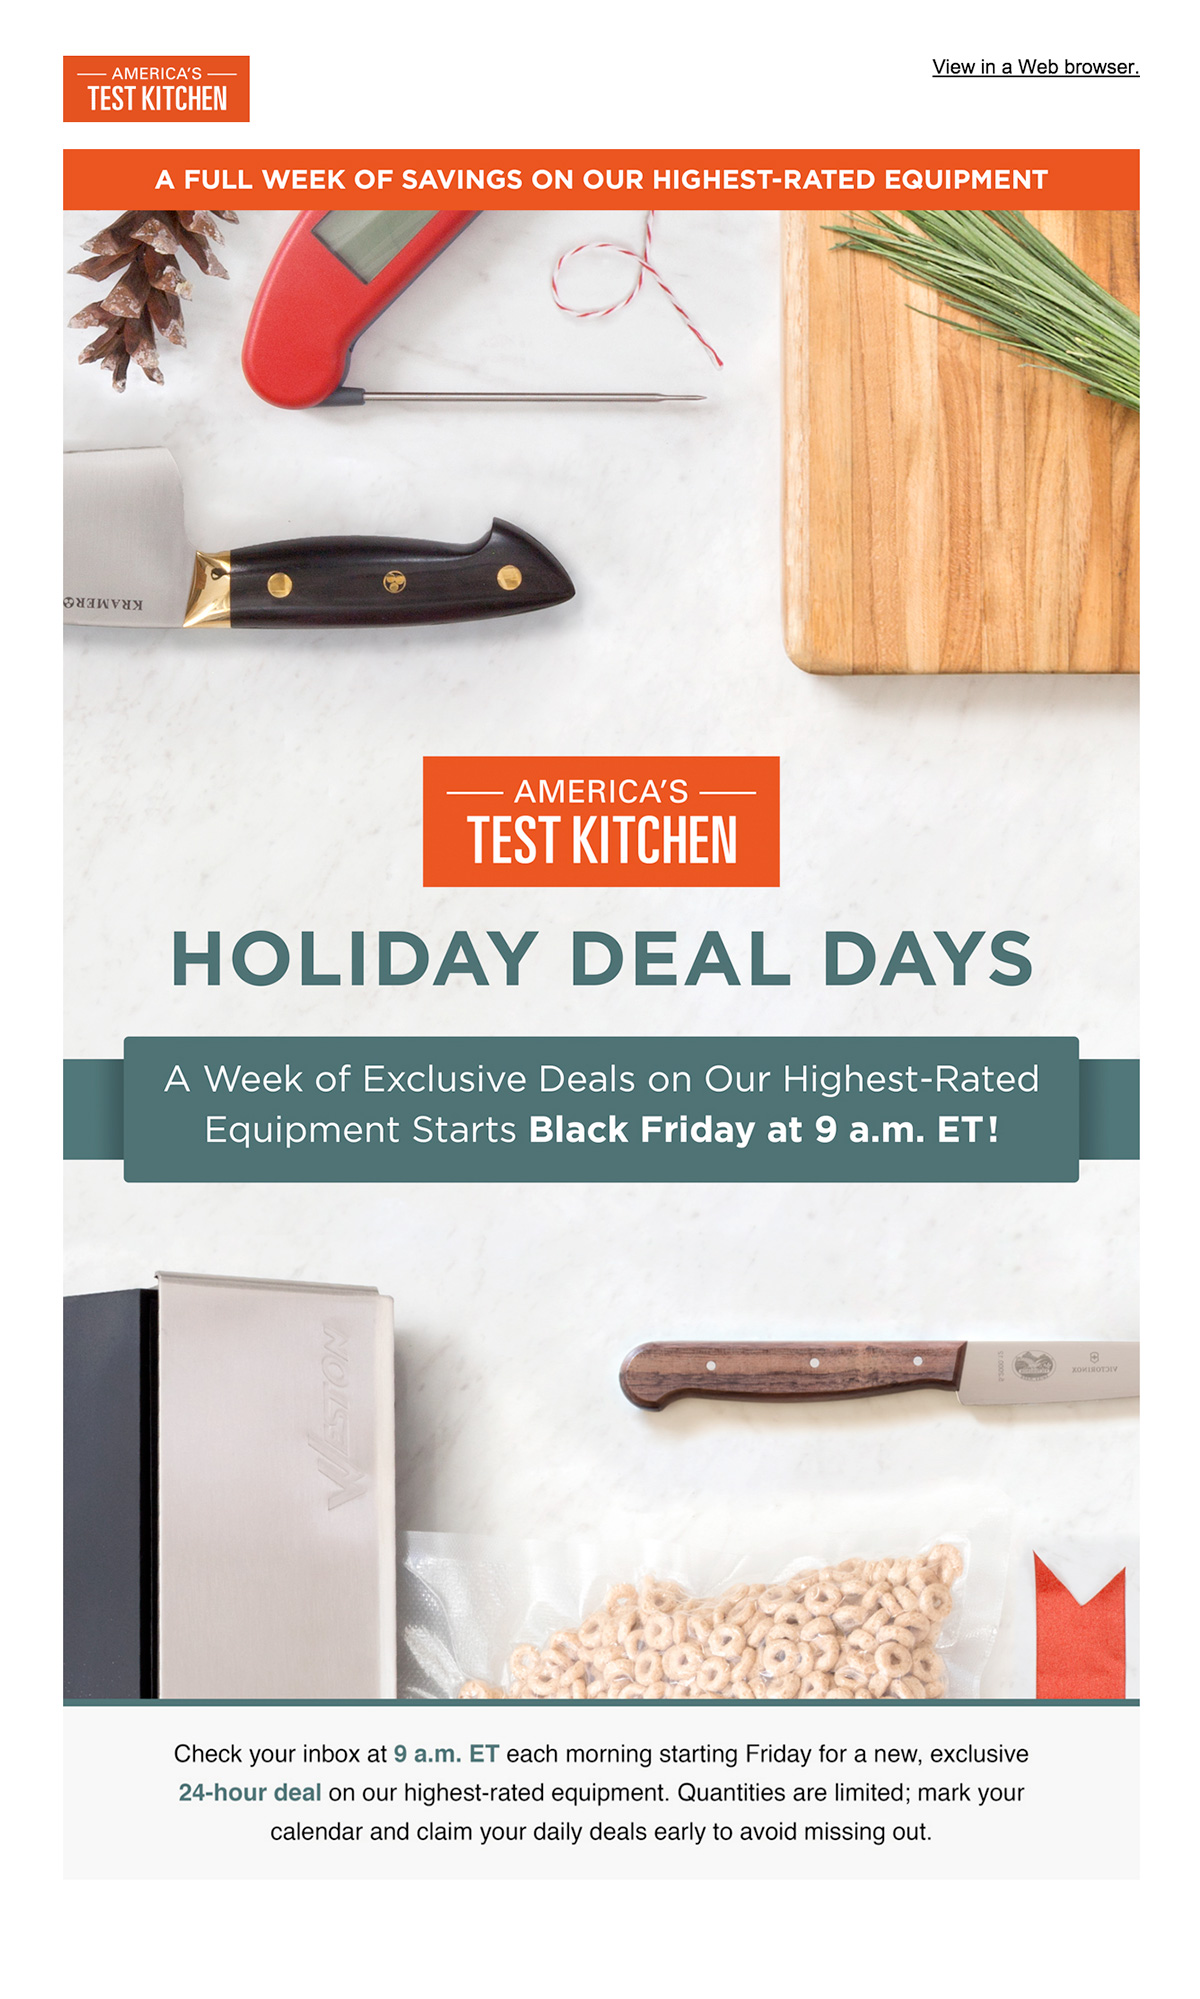 AMERICA'S
TEST KITCHEN
View in a Web browser.
A FULL WEEK OF SAVINGS ON OUR HIGHEST-RATED EQUIPMENT
KRAMER
AMERICA'S
TEST KITCHEN
HOLIDAY DEAL DAYS
A Week of Exclusive Deals on Our Highest-Rated
Equipment Starts Black Friday at 9 a.m. ET!
WESTON
VICTORINOX
Check your inbox at 9 a.m. ET each morning starting Friday for a new, exclusive
24-hour deal on our highest-rated equipment. Quantities are limited; mark your
calendar and claim your daily deals early to avoid missing out.